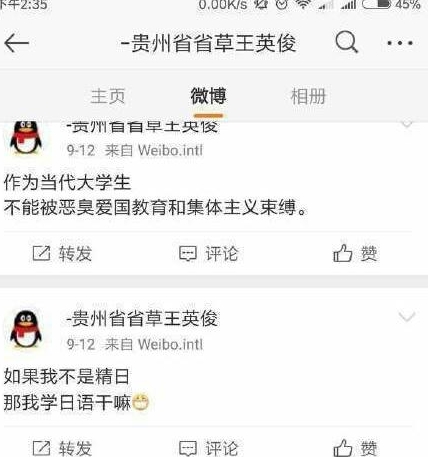 下午2:35 0.00K/s 45%
-贵州省省草王英俊
主页 微博 相册
-贵州省省草王英俊
9-12 来自 Weibo.intl
作为当代大学生
不能被恶臭爱国教育和集体主义束缚。
转发 评论 赞
-贵州省省草王英俊
9-12 来自 Weibo.intl
如果我不是精日
那我学日语干嘛
转发 评论 赞